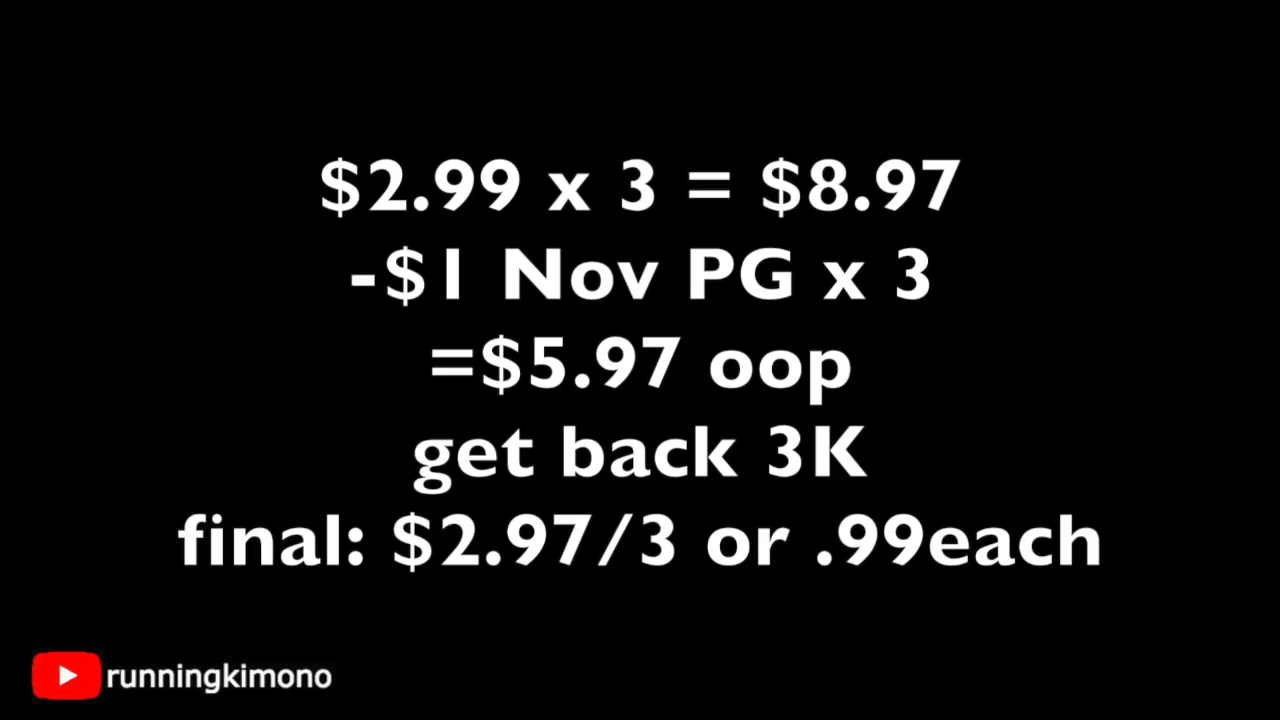 $2.99 x 3 = $8.97
-$1 Nov PG x 3
=$5.97 oop
get back 3K
final: $2.97/3 or .99each
runningkimono